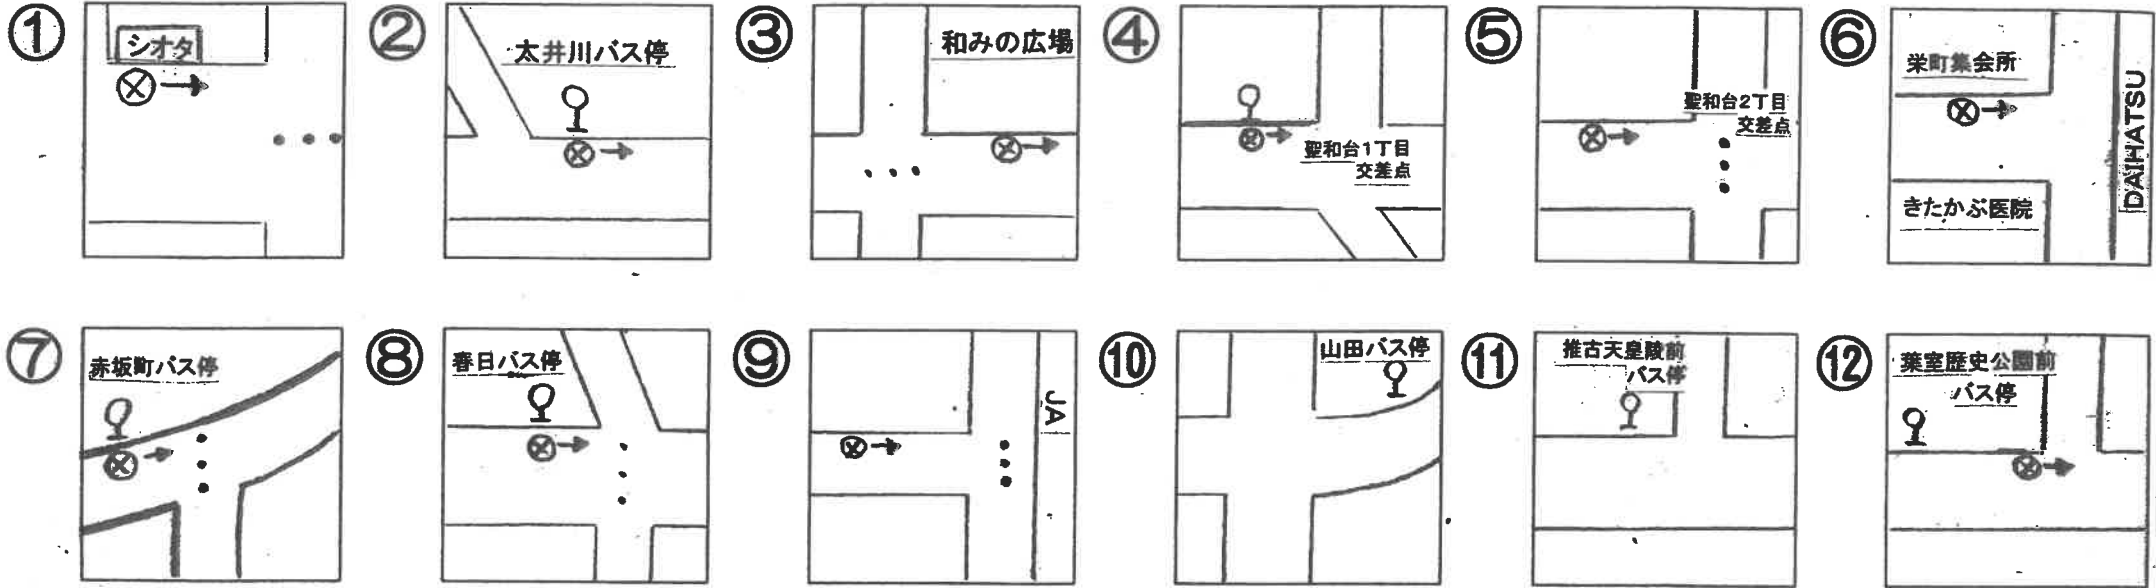 ①
シオタ
②
太井川バス停
③
和みの広場
④
聖和台1丁目
交差点
⑤
聖和台2丁目
交差点
⑥
栄町集会所
DAIHATSU
きたかぶ医院
⑦
赤坂町バス停
⑧
春日バス停
⑨
JA
⑩
山田バス停
⑪
推古天皇陵前
バス停
⑫
葉室歴史公園前
バス停